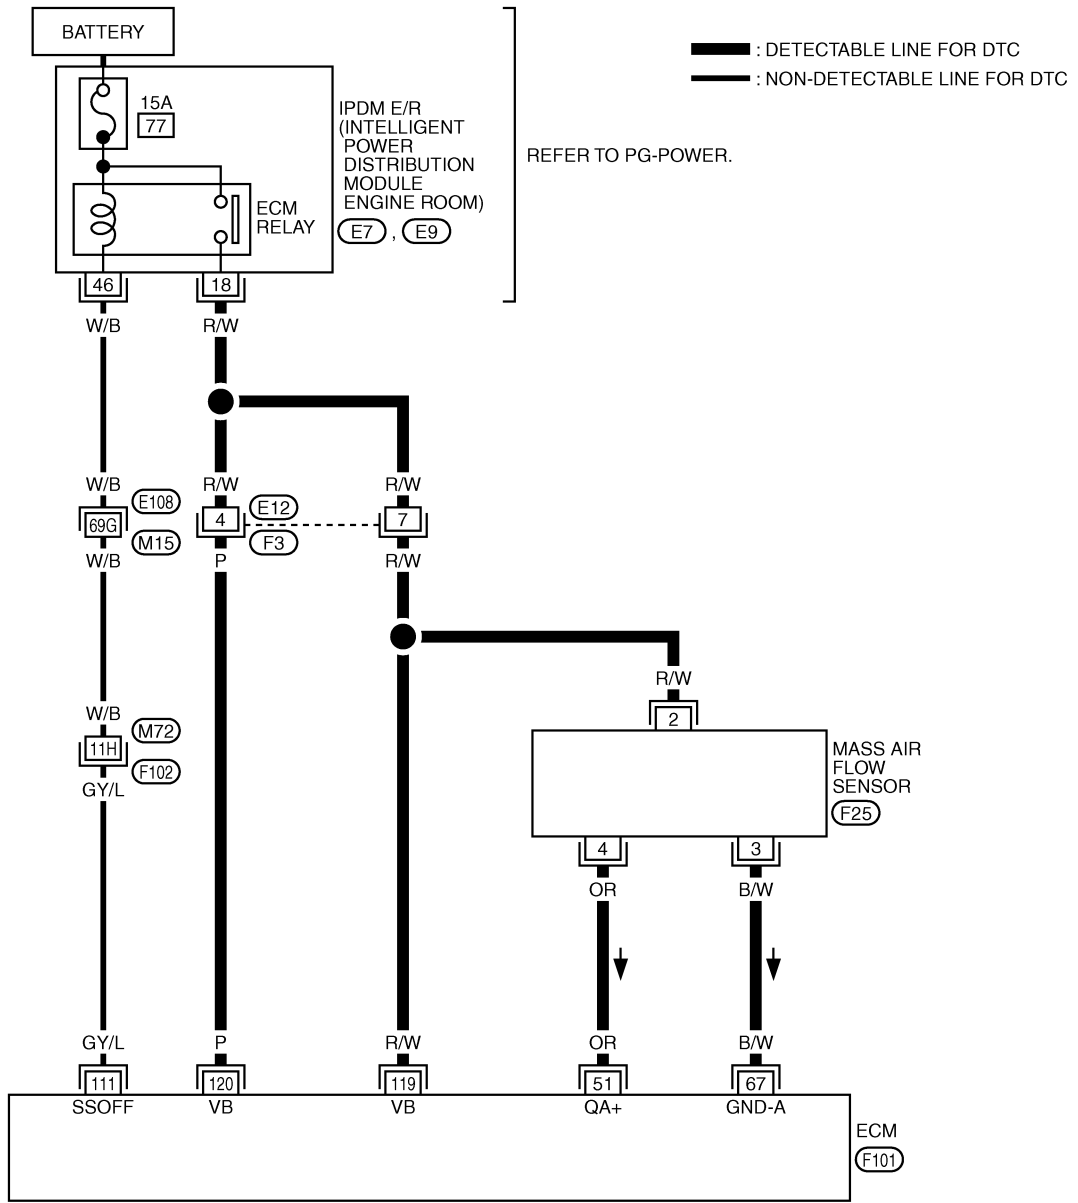 BATTERY
: DETECTABLE LINE FOR DTC
: NON-DETECTABLE LINE FOR DTC
15A
77
IPDM E/R
(INTELLIGENT
POWER
DISTRIBUTION
MODULE
ENGINE ROOM)
E7 , E9
REFER TO PG-POWER.
ECM
RELAY
46 18
W/B R/W
W/B R/W R/W
E108 E12
69G 4 7
M15 F3
W/B P R/W
R/W
W/B
M72
11H
F102
GY/L
2
MASS AIR
FLOW
SENSOR
F25
4 3
OR B/W
GY/L P R/W OR B/W
111 120 119 51 67
SSOFF VB VB QA+ GND-A
ECM
F101